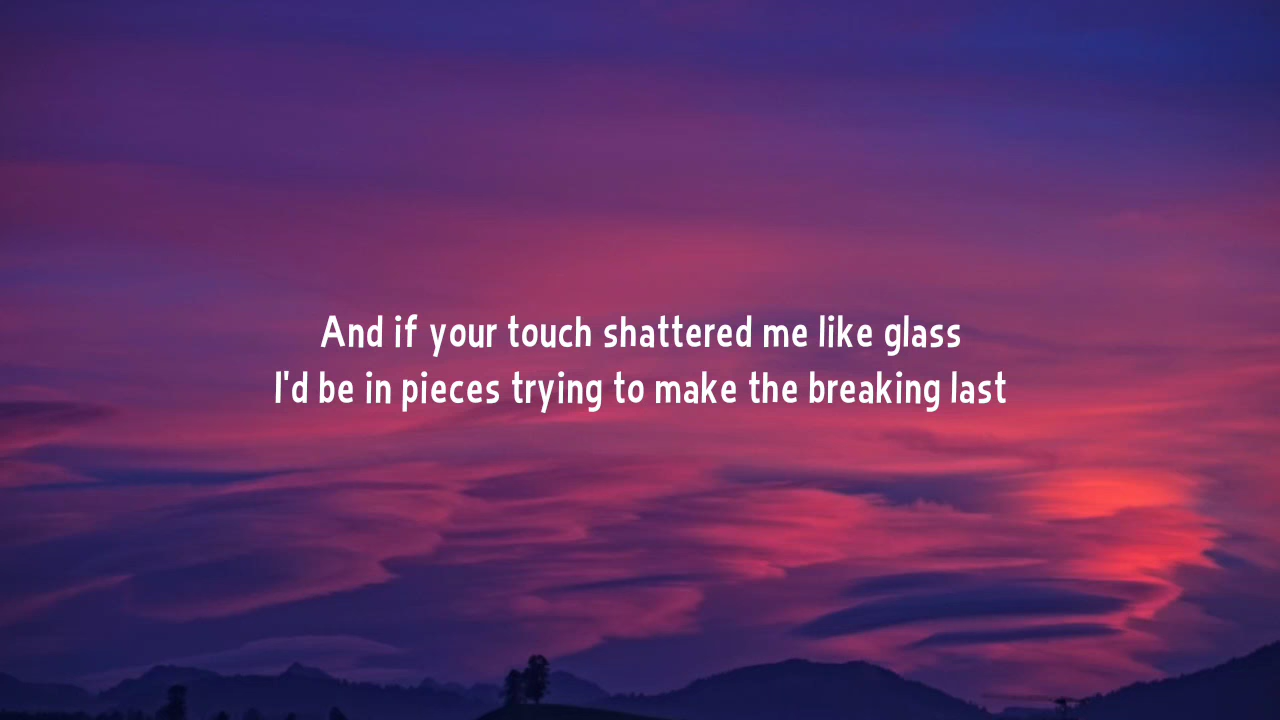 And if your touch shattered me like glass
I'd be in pieces trying to make the breaking last